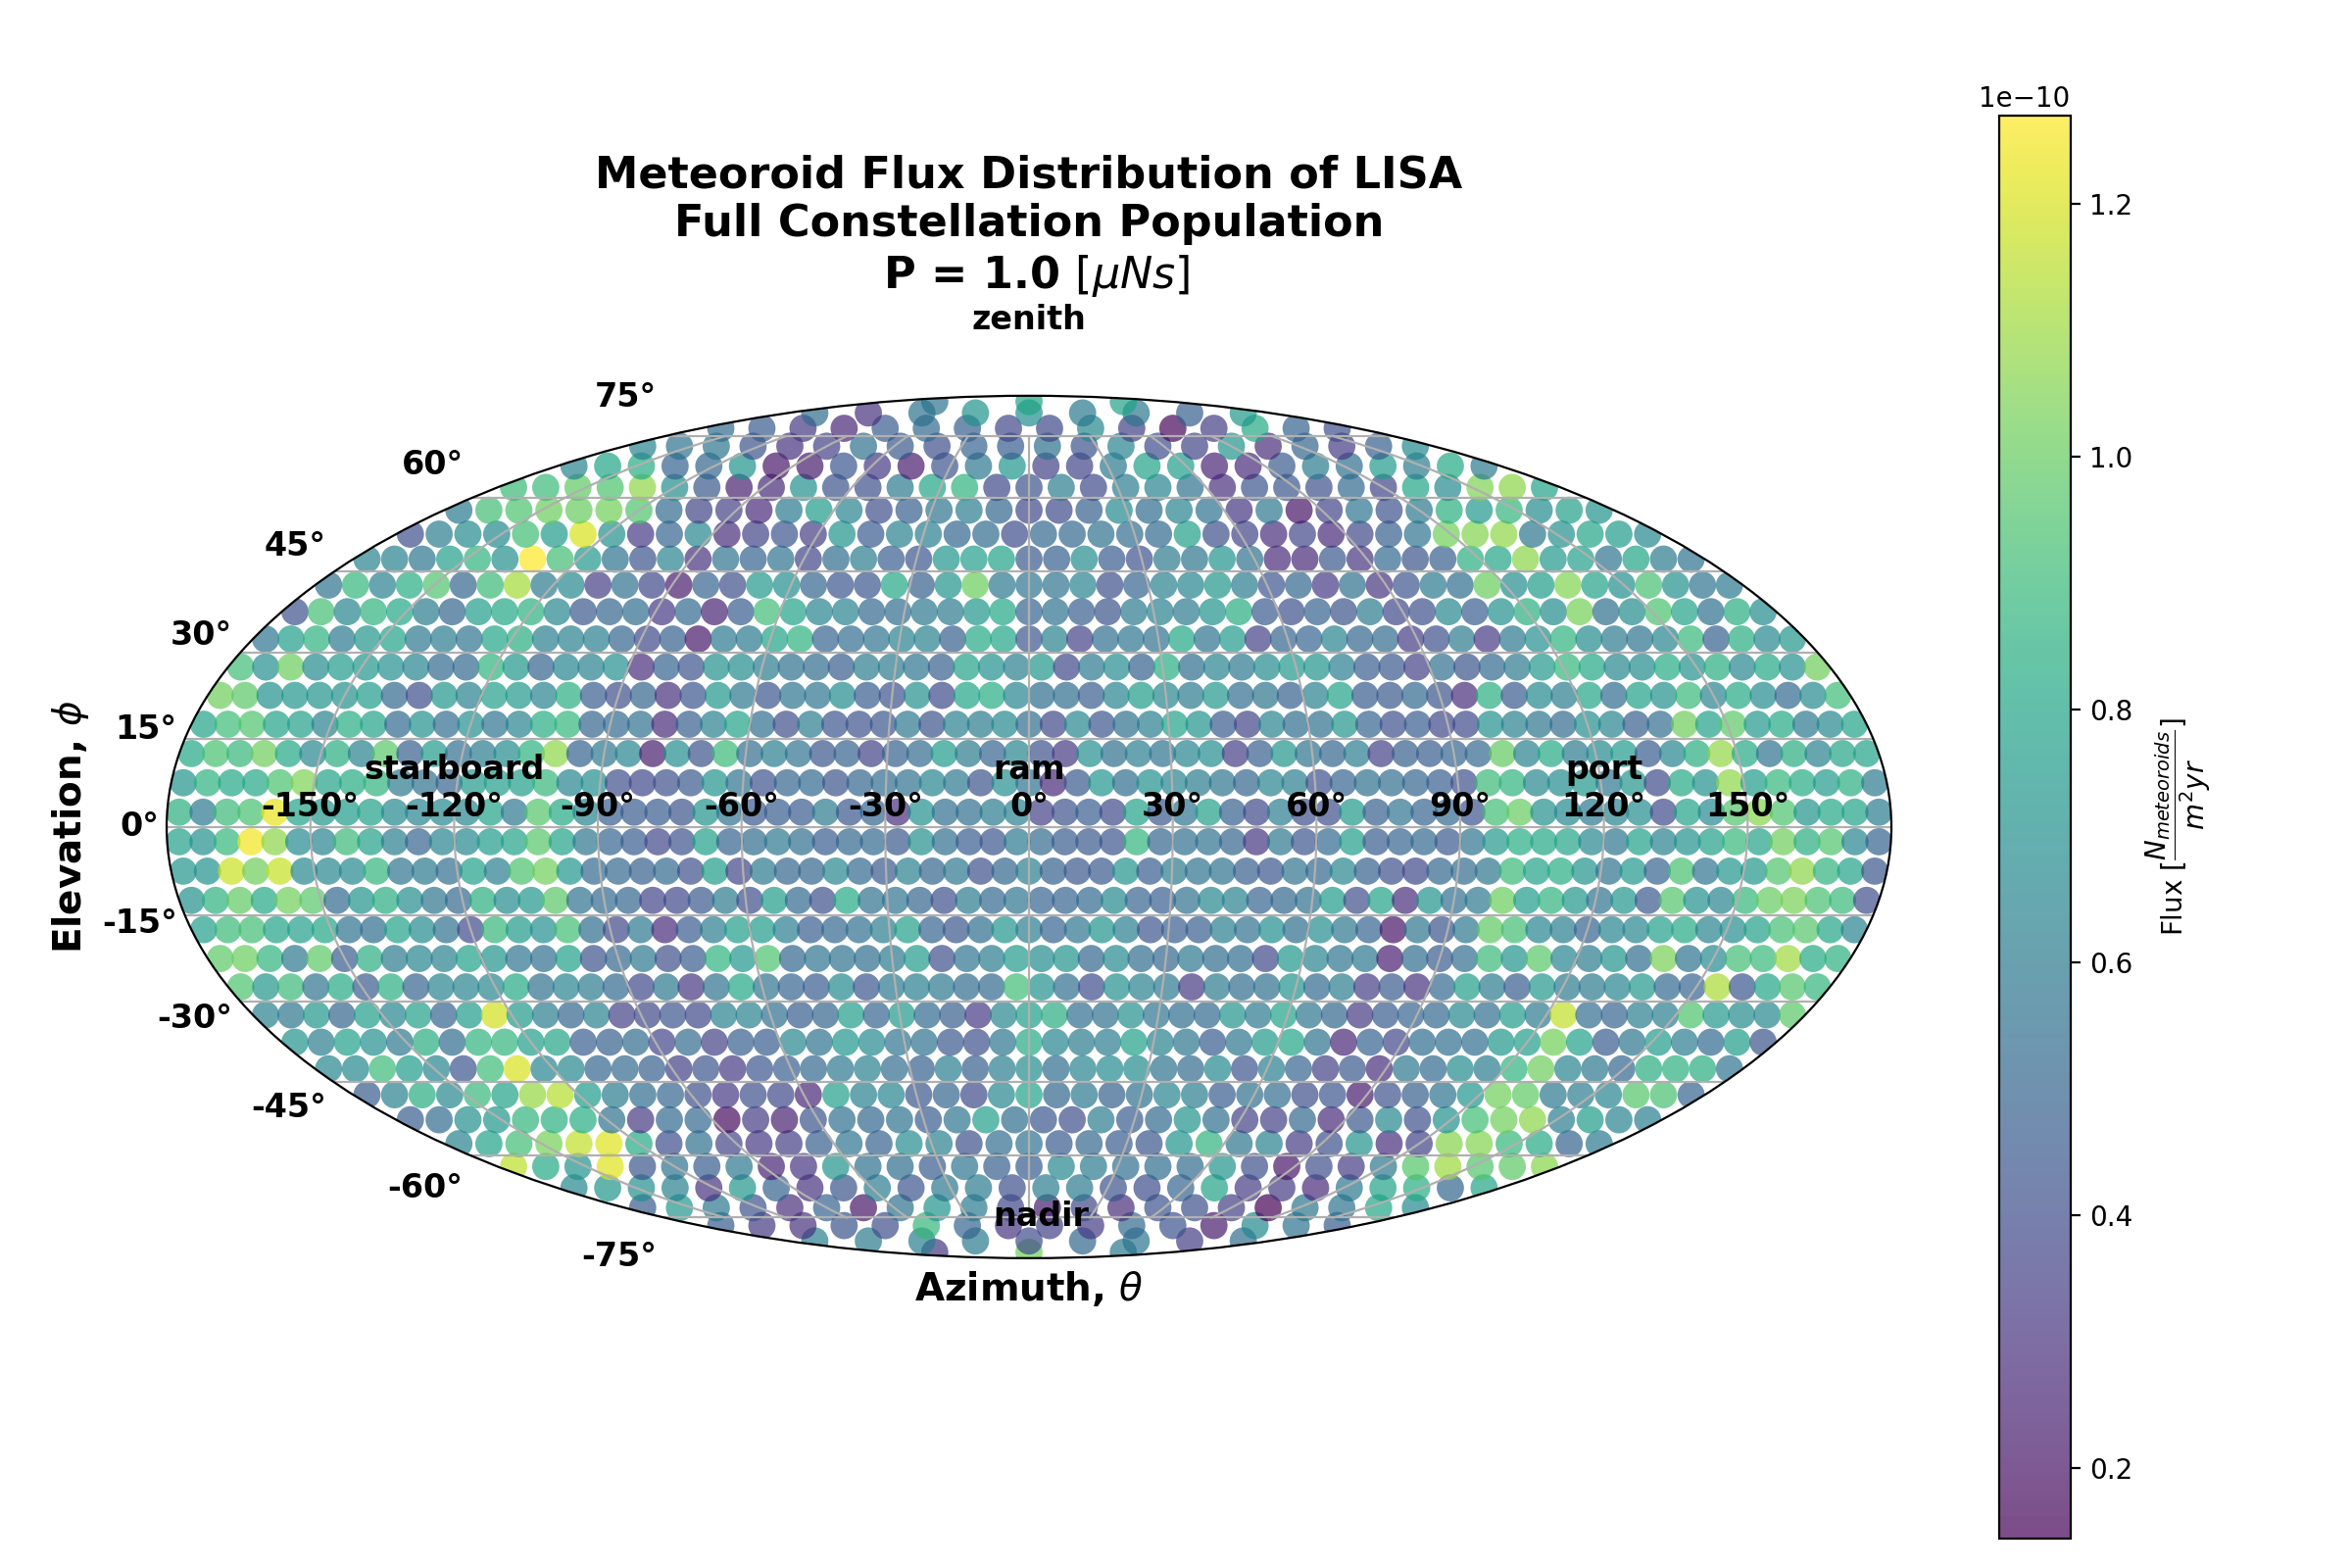 1e−10
Meteoroid Flux Distribution of LISA
Full Constellation Population
P = 1.0 [μNs]
zenith
75°
60°
45°
30°
15°
0°
-15°
-30°
-45°
-60°
-75°
Elevation, ϕ
starboard
ram
port
-150°
-120°
-90°
-60°
-30°
0°
30°
60°
90°
120°
150°
nadir
Azimuth, θ
1.2
1.0
0.8
0.6
0.4
0.2
Flux [N_meteoroids / m²yr]